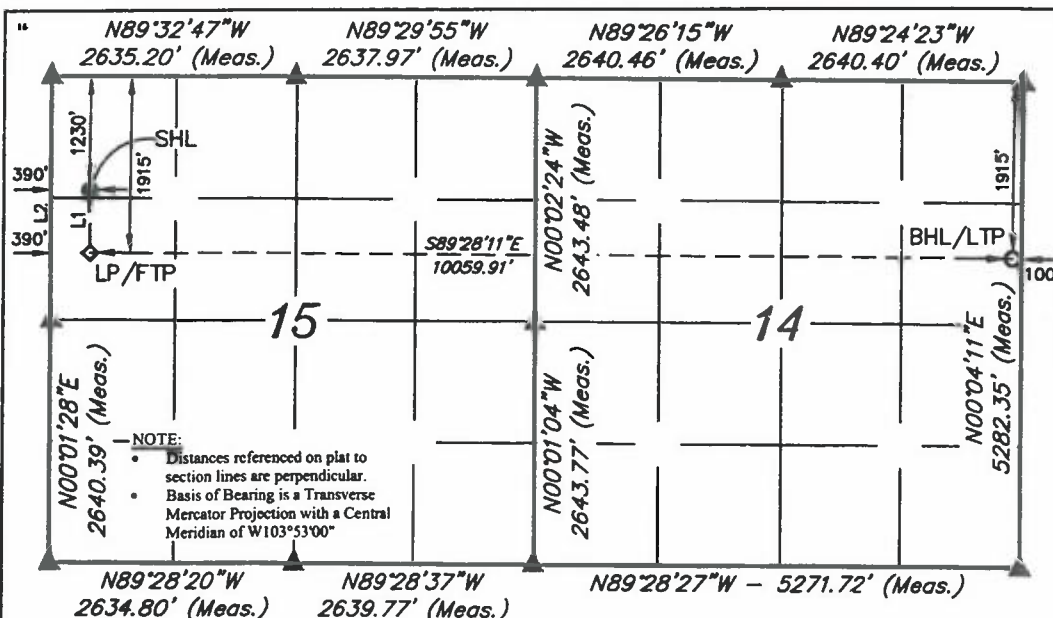 16
N89°32'47"W
2635.20' (Meas.)
N89°29'55"W
2637.97' (Meas.)
N89°26'15"W
2640.46' (Meas.)
N89°24'23"W
2640.40' (Meas.)
1230'
SHL
1915'
390'
L2
L1
390'
LP/FTP
S89°28'11"E
10059.91'
N00°02'24"W
2643.48' (Meas.)
1915'
BHL/LTP
100
15
14
N00°01'28"E
2640.39' (Meas.)
N00°01'04"W
2643.77' (Meas.)
N00°04'11"E
5282.35' (Meas.)
NOTE:
• Distances referenced on plat to
section lines are perpendicular.
• Basis of Bearing is a Transverse
Mercator Projection with a Central
Meridian of W103°53'00"
N89°28'20"W
2634.80' (Meas.)
N89°28'37"W
2639.77' (Meas.)
N89°28'27"W - 5271.72' (Meas.)